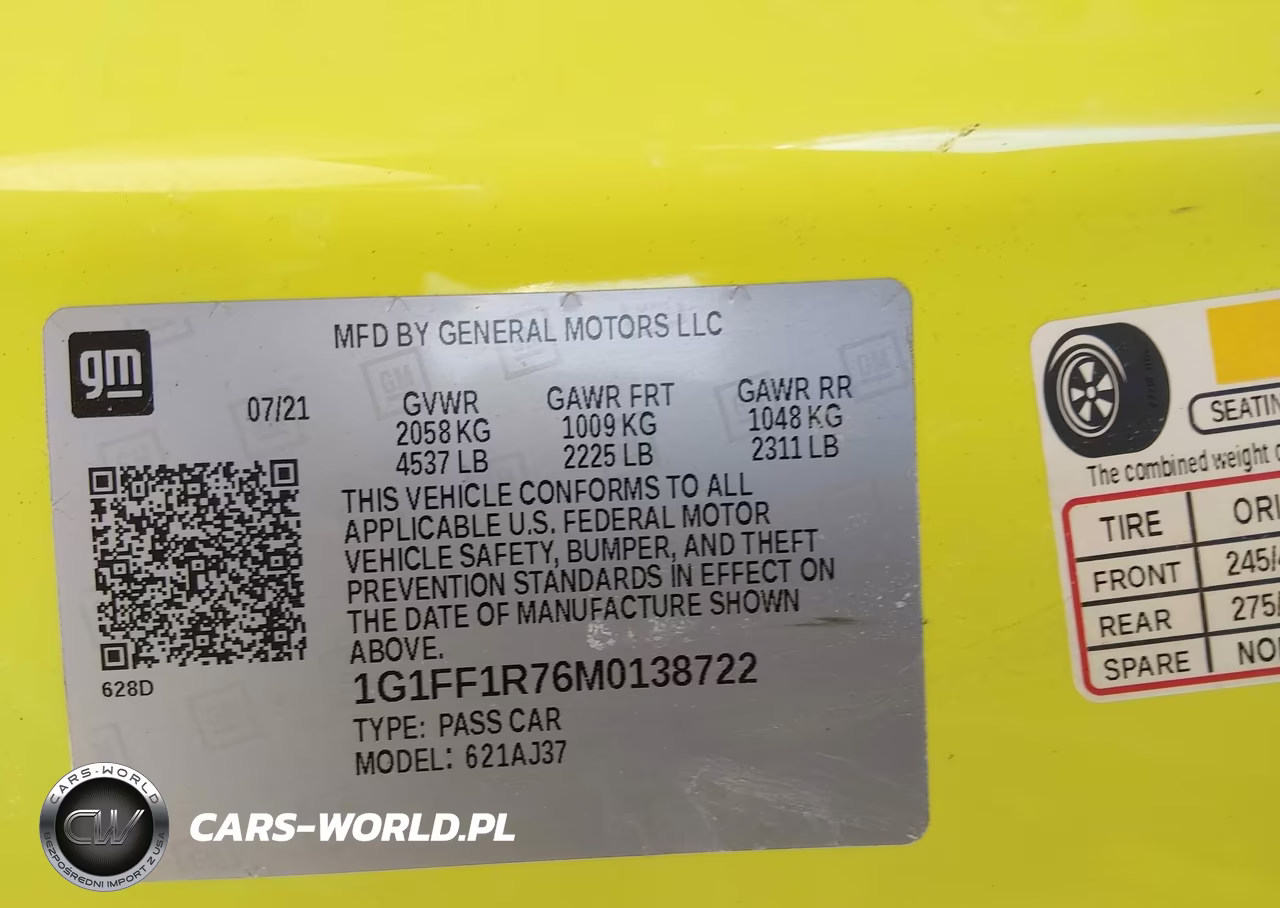 MFD BY GENERAL MOTORS LLC
gm
07/21
GVWR GAWR FRT GAWR RR
2058 KG 1009 KG 1048 KG
4537 LB 2225 LB 2311 LB
THIS VEHICLE CONFORMS TO ALL
APPLICABLE U.S. FEDERAL MOTOR
VEHICLE SAFETY, BUMPER, AND THEFT
PREVENTION STANDARDS IN EFFECT ON
THE DATE OF MANUFACTURE SHOWN
ABOVE.
628D
1G1FF1R76M0138722
TYPE: PASS CAR
MODEL: 621AJ37
The combined weight
TIRE
FRONT 245/
REAR 275/
SPARE
CARS-WORLD
CW
BEZPOŚREDNI IMPORT Z USA
CARS-WORLD.PL